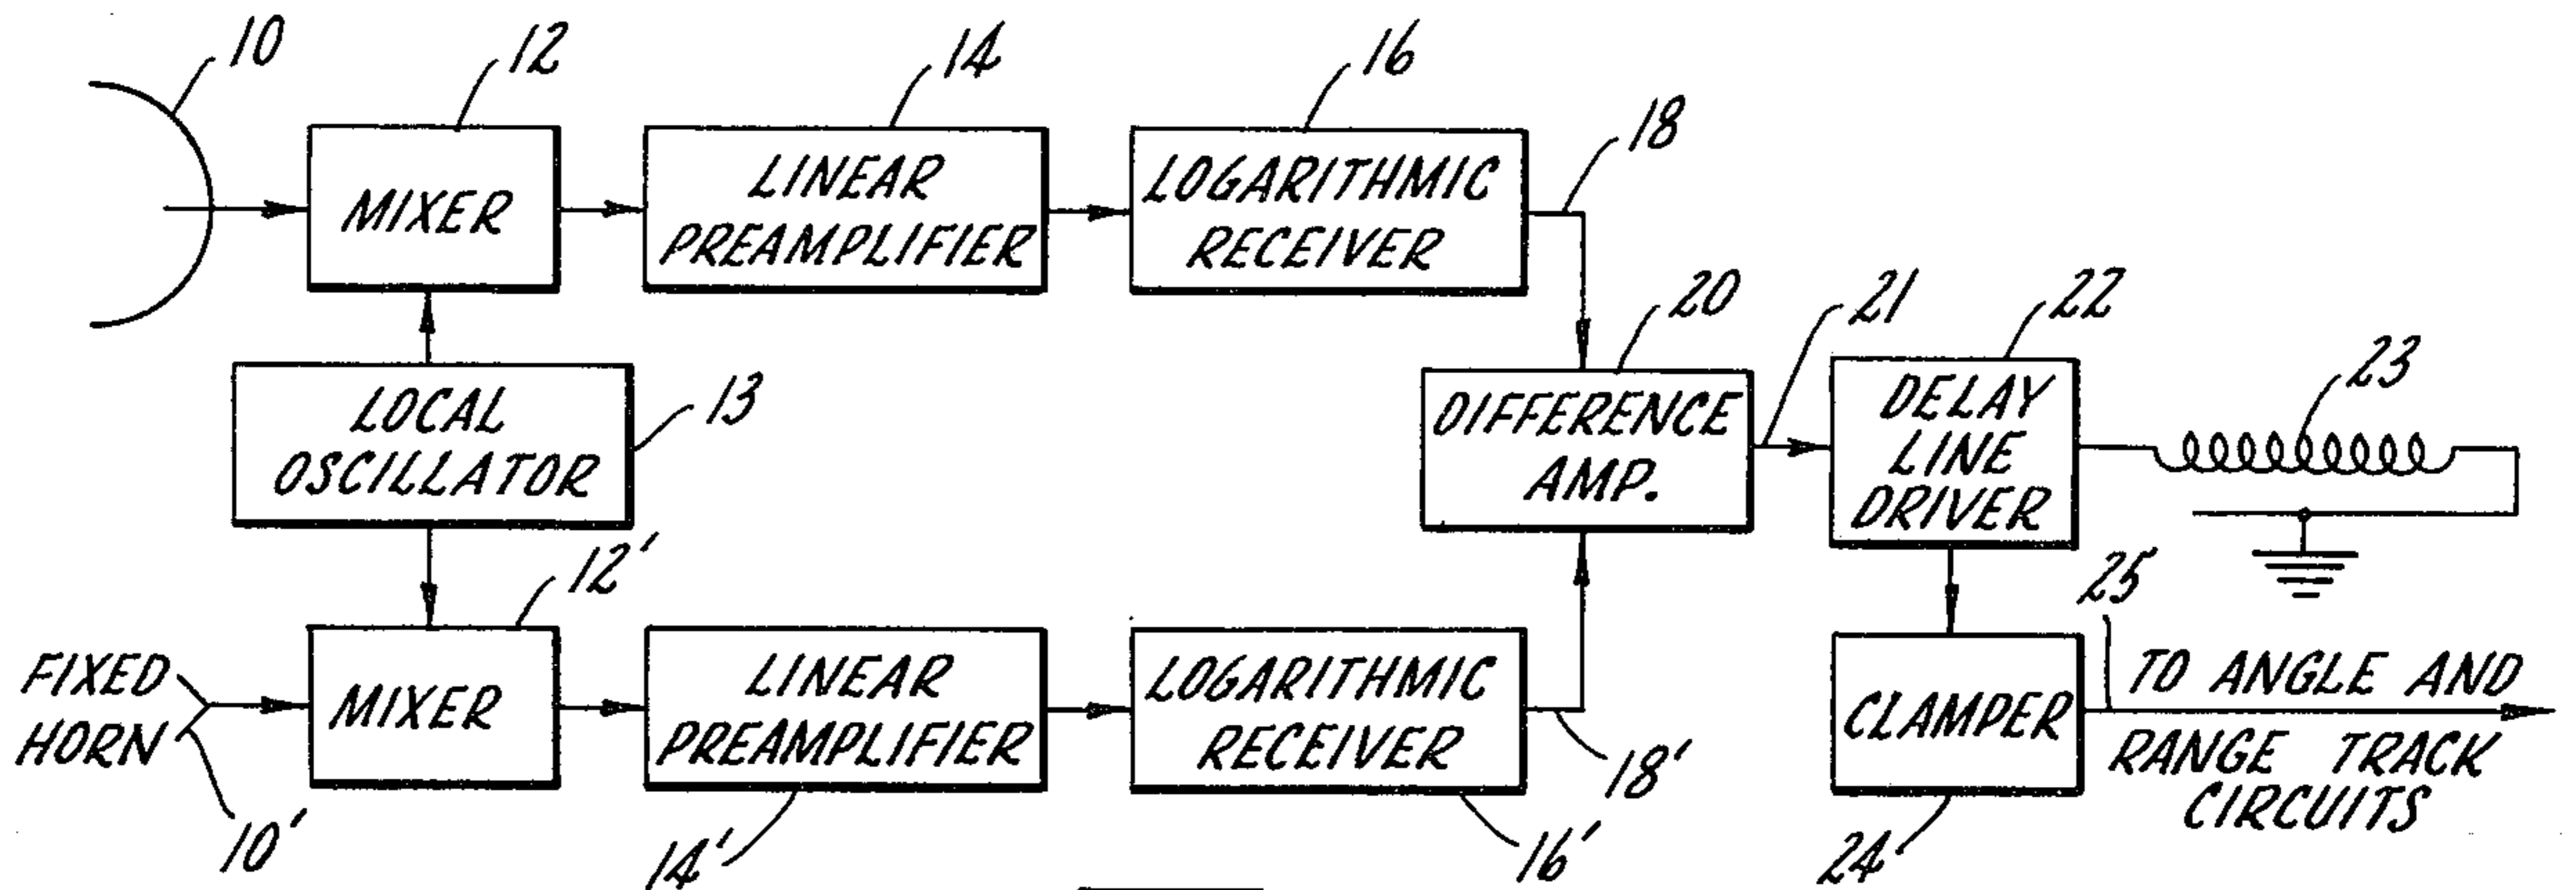 10
12
14
16
18
MIXER
LINEAR
PREAMPLIFIER
LOGARITHMIC
RECEIVER
LOCAL
OSCILLATOR
13
20
21
22
23
DIFFERENCE
AMP.
DELAY
LINE
DRIVER
12'
25
FIXED
HORN
10'
MIXER
LINEAR
PREAMPLIFIER
14'
LOGARITHMIC
RECEIVER
16'
18'
CLAMPER
24
TO ANGLE AND
RANGE TRACK
CIRCUITS